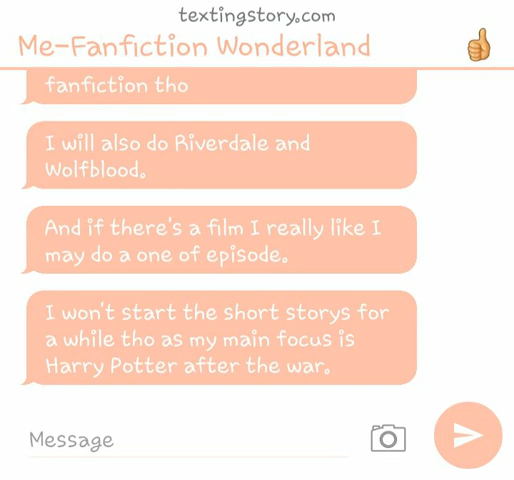 textingstory.com
Me-Fanfiction Wonderland
fanfiction tho
I will also do Riverdale and
Wolfblood.
And if there's a film I really like I
may do a one of episode.
I won't start the short storys for
a while tho as my main focus is
Harry Potter after the war.
Message